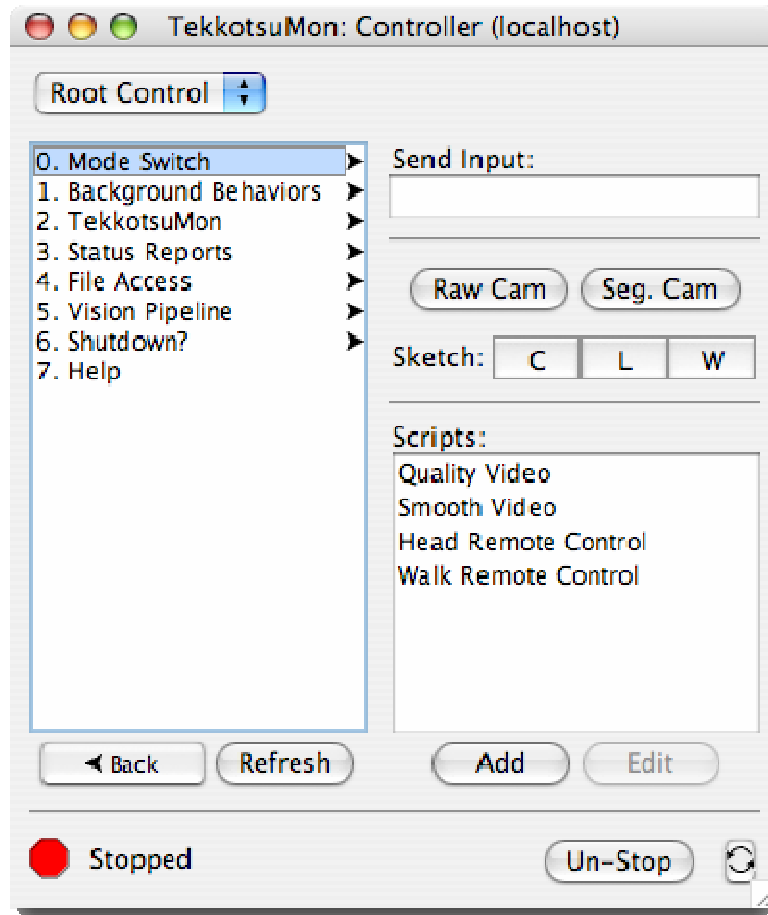 TekkotsuMon: Controller (localhost)
Root Control
0. Mode Switch
1. Background Behaviors
2. TekkotsuMon
3. Status Reports
4. File Access
5. Vision Pipeline
6. Shutdown?
7. Help
Back
Refresh
Send Input:
Raw Cam
Seg. Cam
Sketch:
C
L
W
Scripts:
Quality Video
Smooth Video
Head Remote Control
Walk Remote Control
Add
Edit
Stopped
Un-Stop